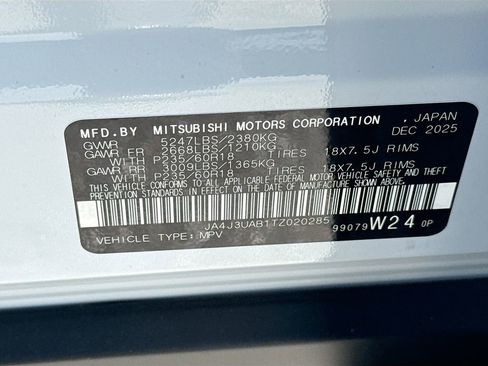 MFD.BY MITSUBISHI MOTORS CORPORATION , JAPAN
GVWR 5247LBS/2380KG DEC 2025
GAWR FR 2668LBS/1210KG
WITH P235/60R18 TIRES 18X7.5J RIMS
GAWR RR 3009LBS/1365KG
WITH P235/60R18 TIRES 18X7.5J RIMS
THIS VEHICLE CONFORMS TO ALL APPLICABLE FEDERAL MOTOR VEHICLE SAFETY AND THEFT
PREVENTION STANDARDS IN EFFECT ON THE DATE OF MANUFACTURE SHOWN ABOVE.
JA4J3UAB1TZ020285
VEHICLE TYPE: MPV 99079 W24 0P